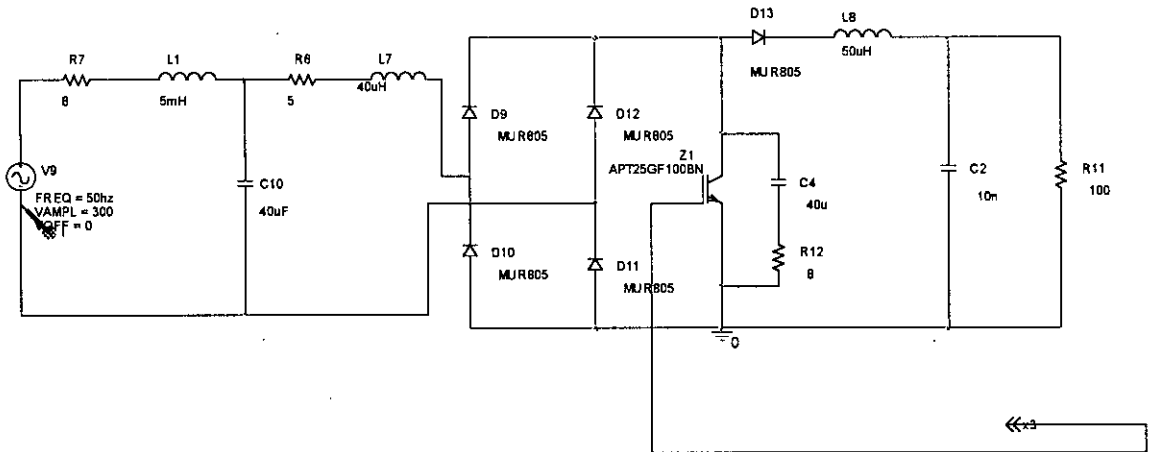 R7
8
L1
5mH
R6
5
L7
40uH
V9
FREQ = 50hz
VAMPL = 300
= 0
C10
40uF
D9
MUR805
D12
MUR805
D10
MUR805
D11
MUR805
Z1
APT25GF100BN
D13
MUR805
L8
50uH
C4
40u
R12
8
C2
R11
100
0